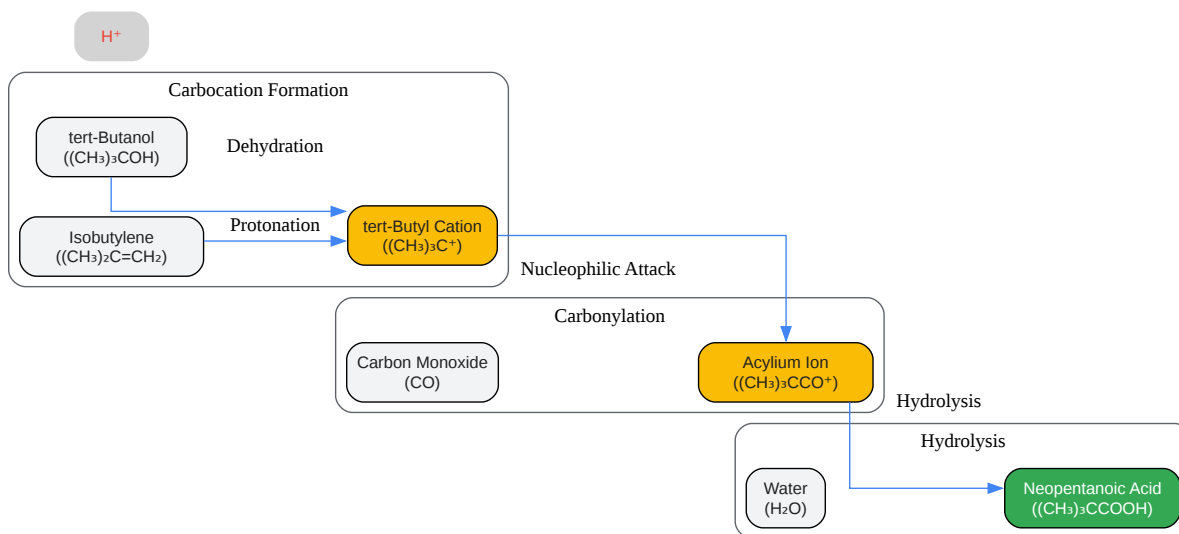 H⁺
Carbocation Formation
tert-Butanol
((CH₃)₃COH)
Dehydration
Protonation
Isobutylene
((CH₃)₂C=CH₂)
tert-Butyl Cation
((CH₃)₃C⁺)
Nucleophilic Attack
Carbonylation
Carbon Monoxide
(CO)
Acylium Ion
((CH₃)₃CCO⁺)
Hydrolysis
Hydrolysis
Water
(H₂O)
Neopentanoic Acid
((CH₃)₃CCOOH)